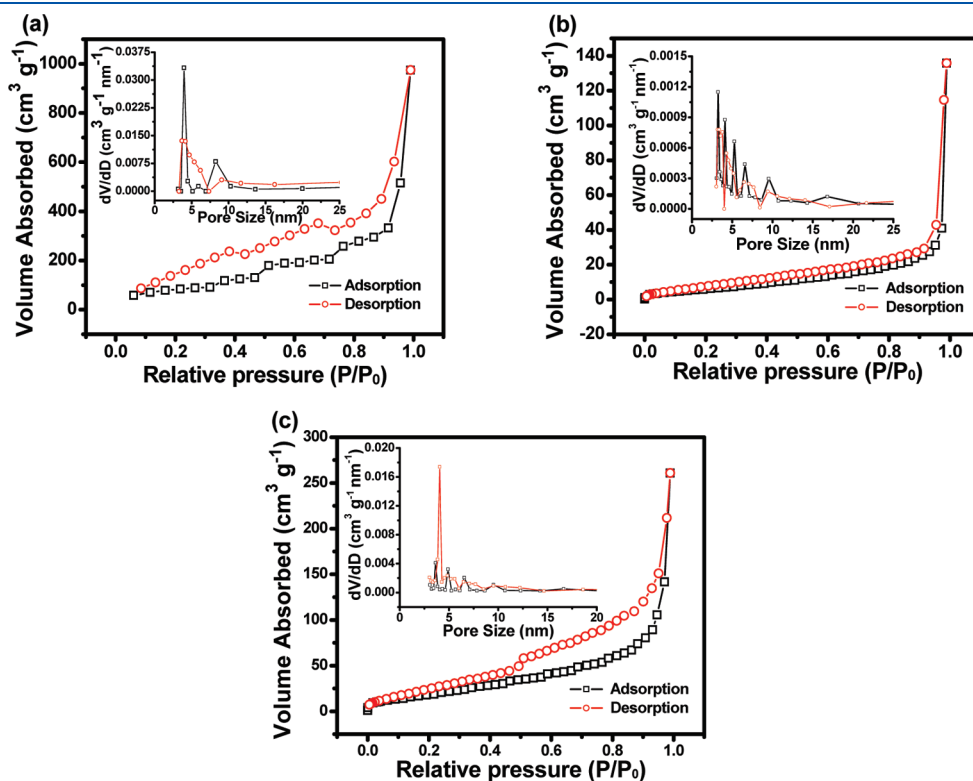 (a)
Volume Absorbed (cm³ g⁻¹)
1000
800
600
400
200
0
0.0 0.2 0.4 0.6 0.8 1.0
Relative pressure (P/P₀)
Adsorption
Desorption
dV/dD (cm³ g⁻¹ nm⁻¹)
0.0375
0.0300
0.0225
0.0150
0.0075
0.0000
0 5 10 15 20 25
Pore Size (nm)
(b)
Volume Absorbed (cm³ g⁻¹)
140
120
100
80
60
40
20
0
-20
0.0 0.2 0.4 0.6 0.8 1.0
Relative pressure (P/P₀)
Adsorption
Desorption
dV/dD (cm³ g⁻¹ nm⁻¹)
0.0015
0.0012
0.0009
0.0006
0.0003
0.0000
0 5 10 15 20 25
Pore Size (nm)
(c)
Volume Absorbed (cm³ g⁻¹)
300
250
200
150
100
50
0
0.0 0.2 0.4 0.6 0.8 1.0
Relative pressure (P/P₀)
Adsorption
Desorption
dV/dD (cm³ g⁻¹ nm⁻¹)
0.020
0.016
0.012
0.008
0.004
0.000
0 5 10 15 20
Pore Size (nm)